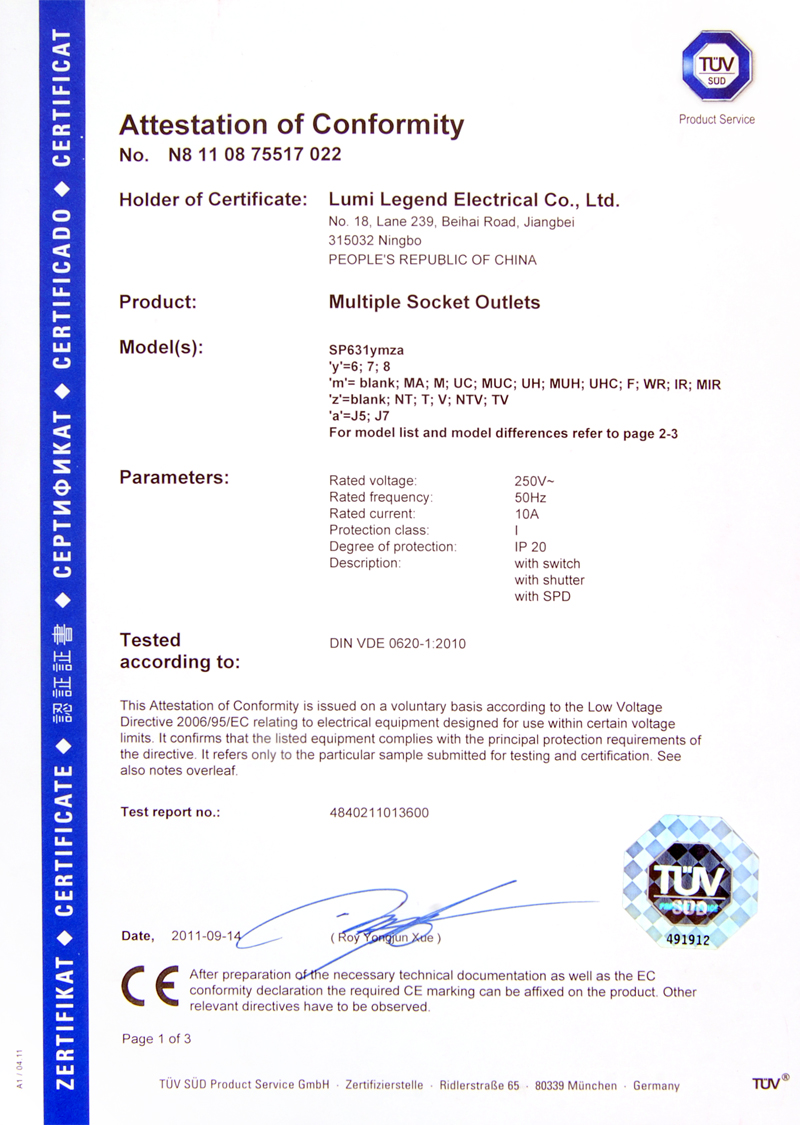 ZERTIFIKAT ◆ CERTIFICATE ◆ 認証証書 ◆ СЕРТИФИКАТ ◆ CERTIFICADO ◆ CERTIFICAT
A1 / 04 11
TÜV
SÜD
Product Service
Attestation of Conformity
No. N8 11 08 75517 022
Holder of Certificate: Lumi Legend Electrical Co., Ltd.
No. 18, Lane 239, Beihai Road, Jiangbei
315032 Ningbo
PEOPLE'S REPUBLIC OF CHINA
Product: Multiple Socket Outlets
Model(s): SP631ymza
'y'=6; 7; 8
'm'= blank; MA; M; UC; MUC; UH; MUH; UHC; F; WR; IR; MIR
'z'=blank; NT; T; V; NTV; TV
'a'=J5; J7
For model list and model differences refer to page 2-3
Parameters: Rated voltage: 250V~
Rated frequency: 50Hz
Rated current: 10A
Protection class: I
Degree of protection: IP 20
Description: with switch
with shutter
with SPD
Tested
according to: DIN VDE 0620-1:2010
This Attestation of Conformity is issued on a voluntary basis according to the Low Voltage
Directive 2006/95/EC relating to electrical equipment designed for use within certain voltage
limits. It confirms that the listed equipment complies with the principal protection requirements of
the directive. It refers only to the particular sample submitted for testing and certification. See
also notes overleaf.
Test report no.: 4840211013600
TÜV
SÜD
491912
Date, 2011-09-14
( Roy Yongjun Xue )
CE After preparation of the necessary technical documentation as well as the EC
conformity declaration the required CE marking can be affixed on the product. Other
relevant directives have to be observed.
Page 1 of 3
TÜV SÜD Product Service GmbH · Zertifizierstelle · Ridlerstraße 65 · 80339 München · Germany
TÜV®